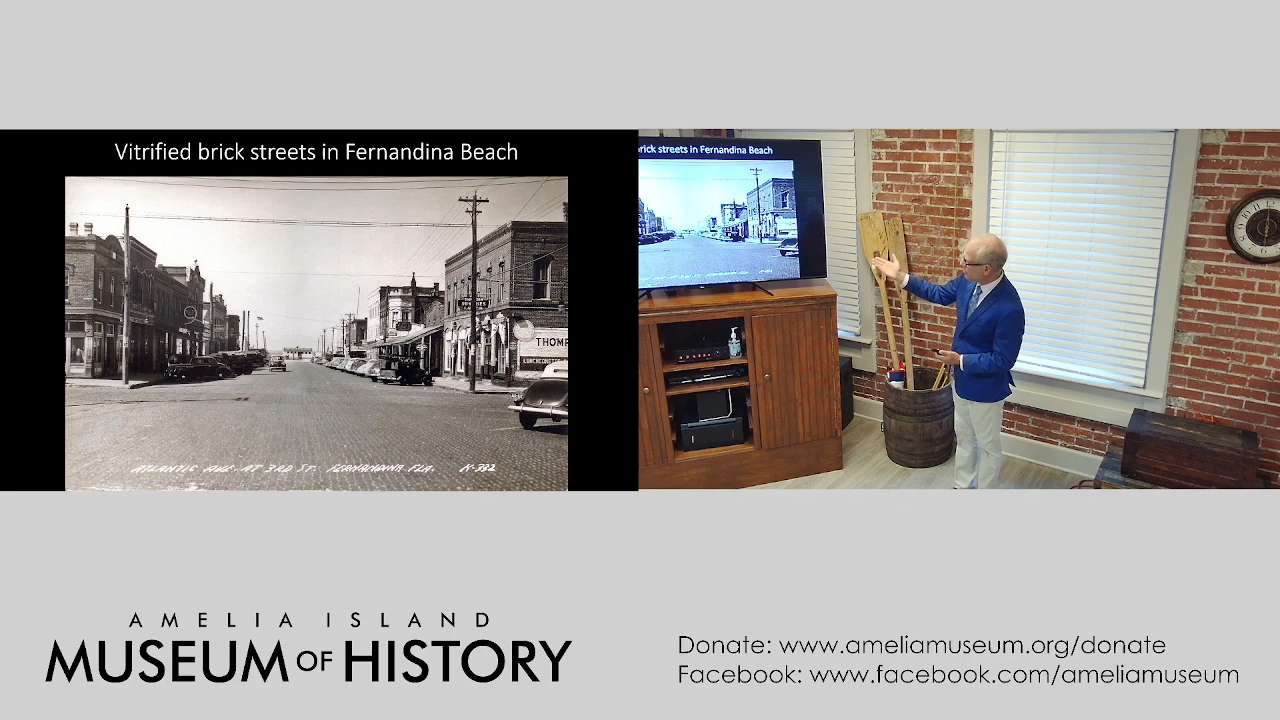 Vitrified brick streets in Fernandina Beach
THOMP
LUNCHEONETTE
ATLANTIC AVE. AT 3RD ST. FERNANDINA FLA. K-382
brick streets in Fernandina Beach
AMELIA ISLAND
MUSEUM OF HISTORY
Donate: www.ameliamuseum.org/donate
Facebook: www.facebook.com/ameliamuseum